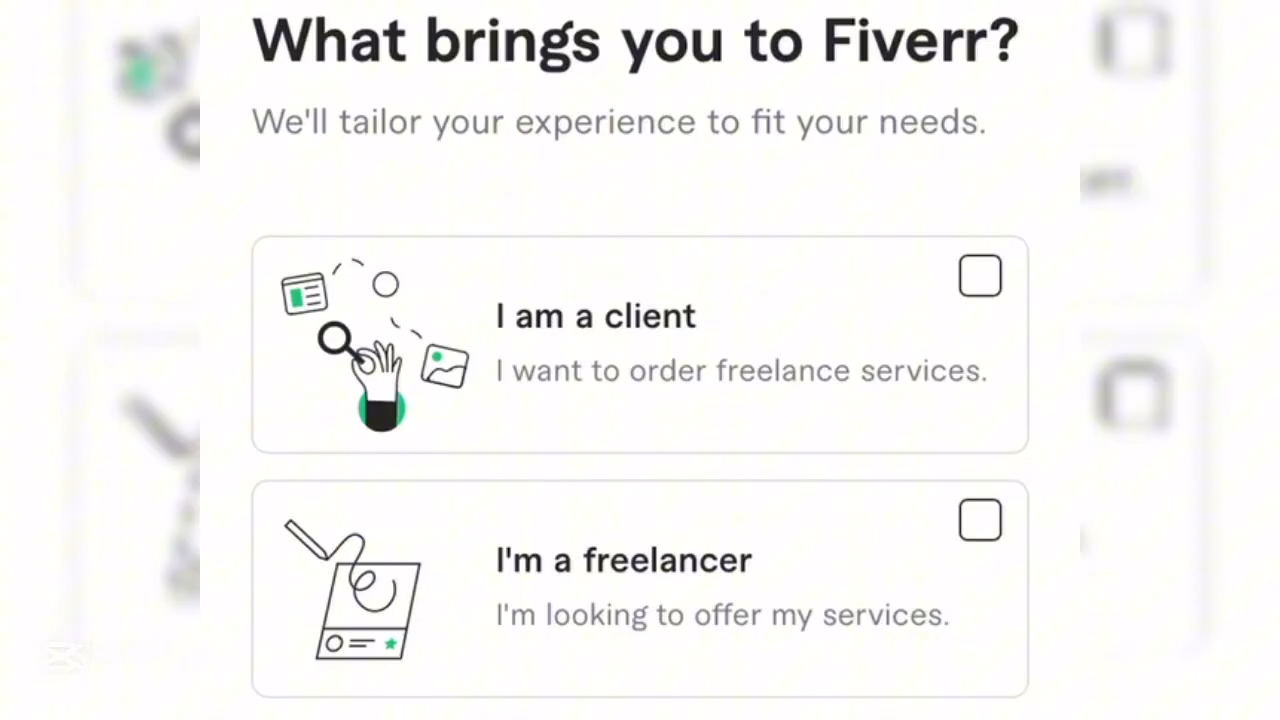 What brings you to Fiverr?
We'll tailor your experience to fit your needs.
I am a client
I want to order freelance services.
I'm a freelancer
I'm looking to offer my services.